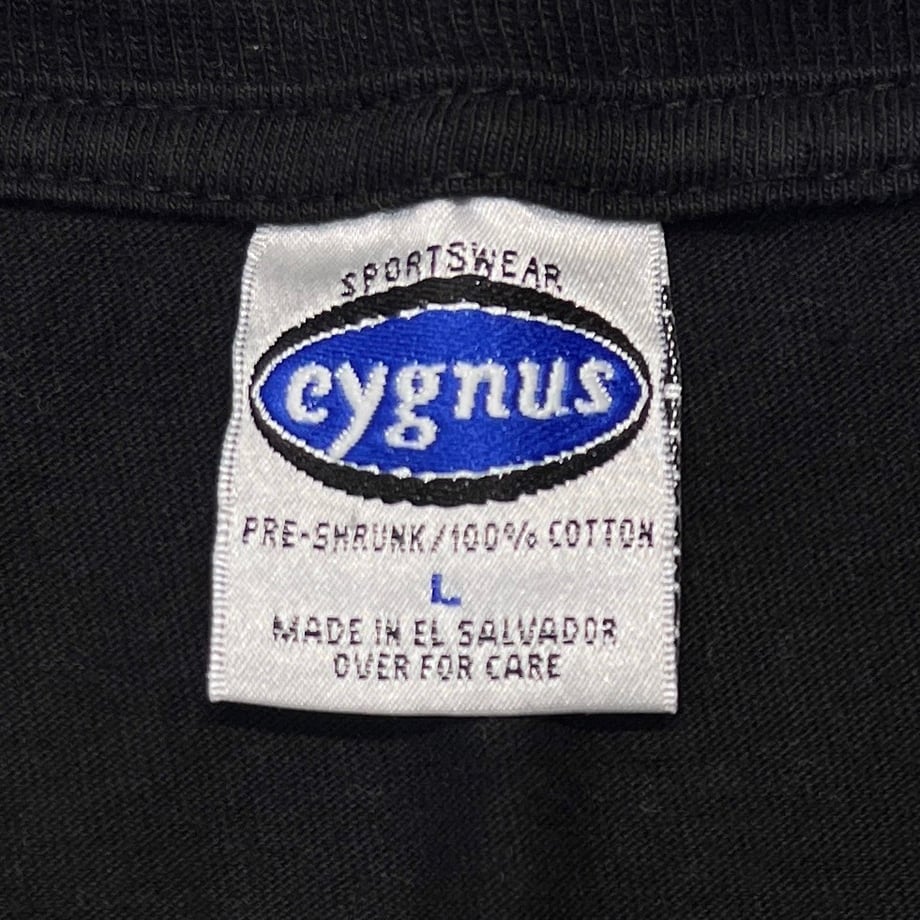 SPORTSWEAR
cygnus
PRE-SHRUNK/100% COTTON
L
MADE IN EL SALVADOR
OVER FOR CARE